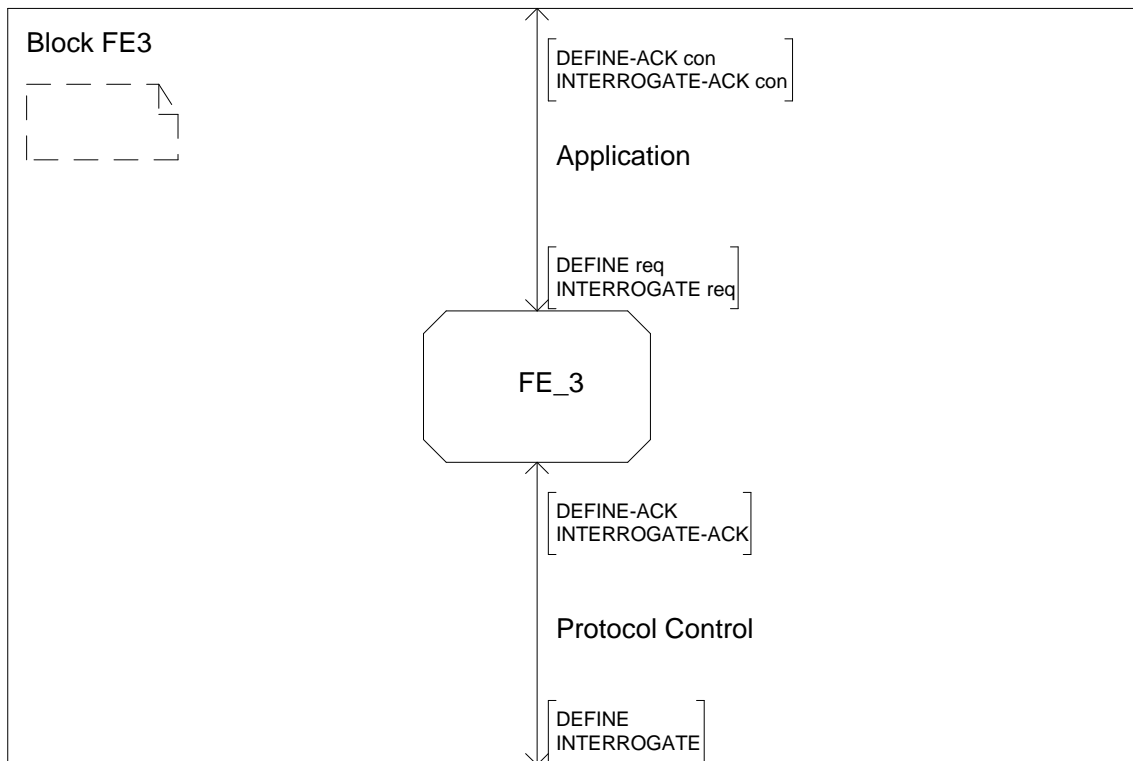 Block FE3
DEFINE-ACK con
INTERROGATE-ACK con
Application
DEFINE req
INTERROGATE req
FE_3
DEFINE-ACK
INTERROGATE-ACK
Protocol Control
DEFINE
INTERROGATE